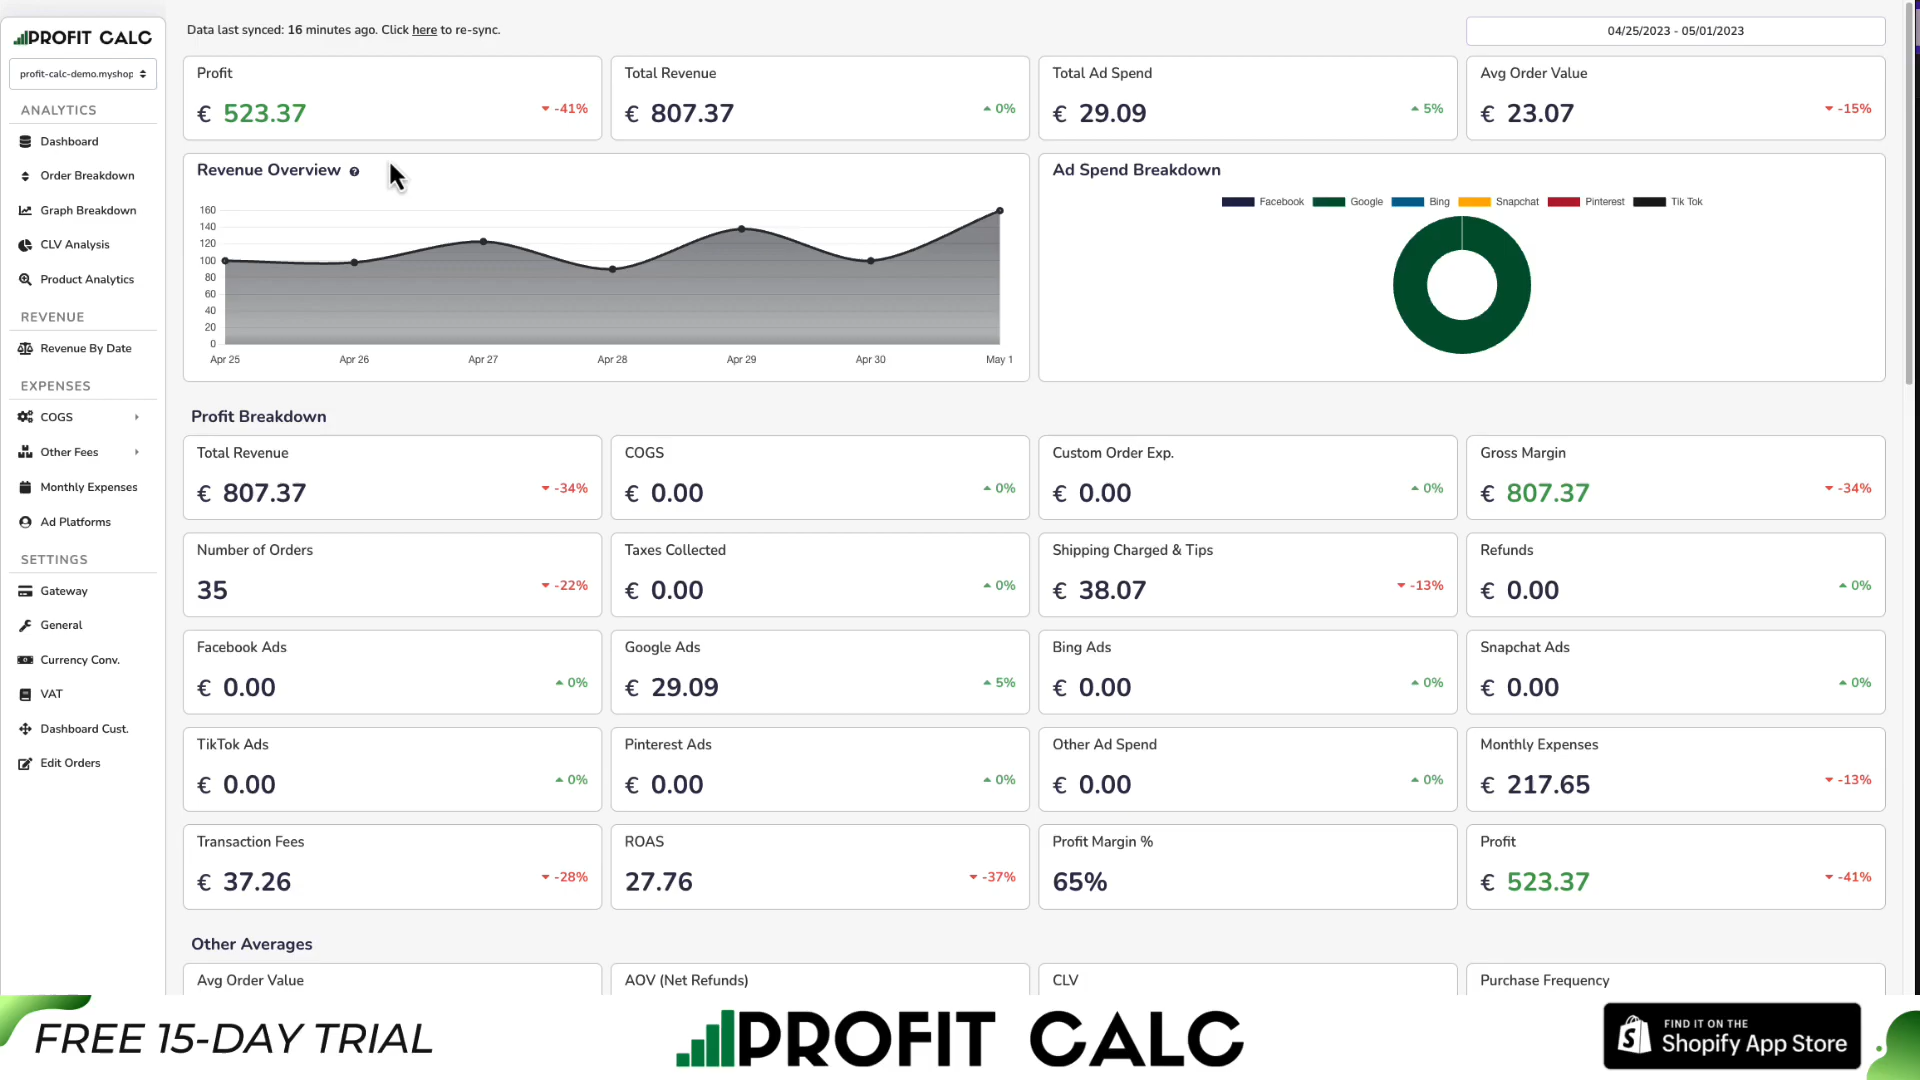 PROFIT CALC
profit-calc-demo.myshop
ANALYTICS
Dashboard
Order Breakdown
Graph Breakdown
CLV Analysis
Product Analytics
REVENUE
Revenue By Date
EXPENSES
COGS
Other Fees
Monthly Expenses
Ad Platforms
SETTINGS
Gateway
General
Currency Conv.
VAT
Dashboard Cust.
Edit Orders
Data last synced: 16 minutes ago. Click here to re-sync.
04/25/2023 - 05/01/2023
Profit
€ 523.37
-41%
Total Revenue
€ 807.37
0%
Total Ad Spend
€ 29.09
5%
Avg Order Value
€ 23.07
-15%
Revenue Overview
160
140
120
100
80
60
40
20
0
Apr 25 Apr 26 Apr 27 Apr 28 Apr 29 Apr 30 May 1
Ad Spend Breakdown
Facebook Google Bing Snapchat Pinterest Tik Tok
Profit Breakdown
Total Revenue
€ 807.37
-34%
COGS
€ 0.00
0%
Custom Order Exp.
€ 0.00
0%
Gross Margin
€ 807.37
-34%
Number of Orders
35
-22%
Taxes Collected
€ 0.00
0%
Shipping Charged & Tips
€ 38.07
-13%
Refunds
€ 0.00
0%
Facebook Ads
€ 0.00
0%
Google Ads
€ 29.09
5%
Bing Ads
€ 0.00
0%
Snapchat Ads
€ 0.00
0%
TikTok Ads
€ 0.00
0%
Pinterest Ads
€ 0.00
0%
Other Ad Spend
€ 0.00
0%
Monthly Expenses
€ 217.65
-13%
Transaction Fees
€ 37.26
-28%
ROAS
27.76
-37%
Profit Margin %
65%
Profit
€ 523.37
-41%
Other Averages
Avg Order Value
AOV (Net Refunds)
CLV
Purchase Frequency
FREE 15-DAY TRIAL
PROFIT CALC
FIND IT ON THE
Shopify App Store